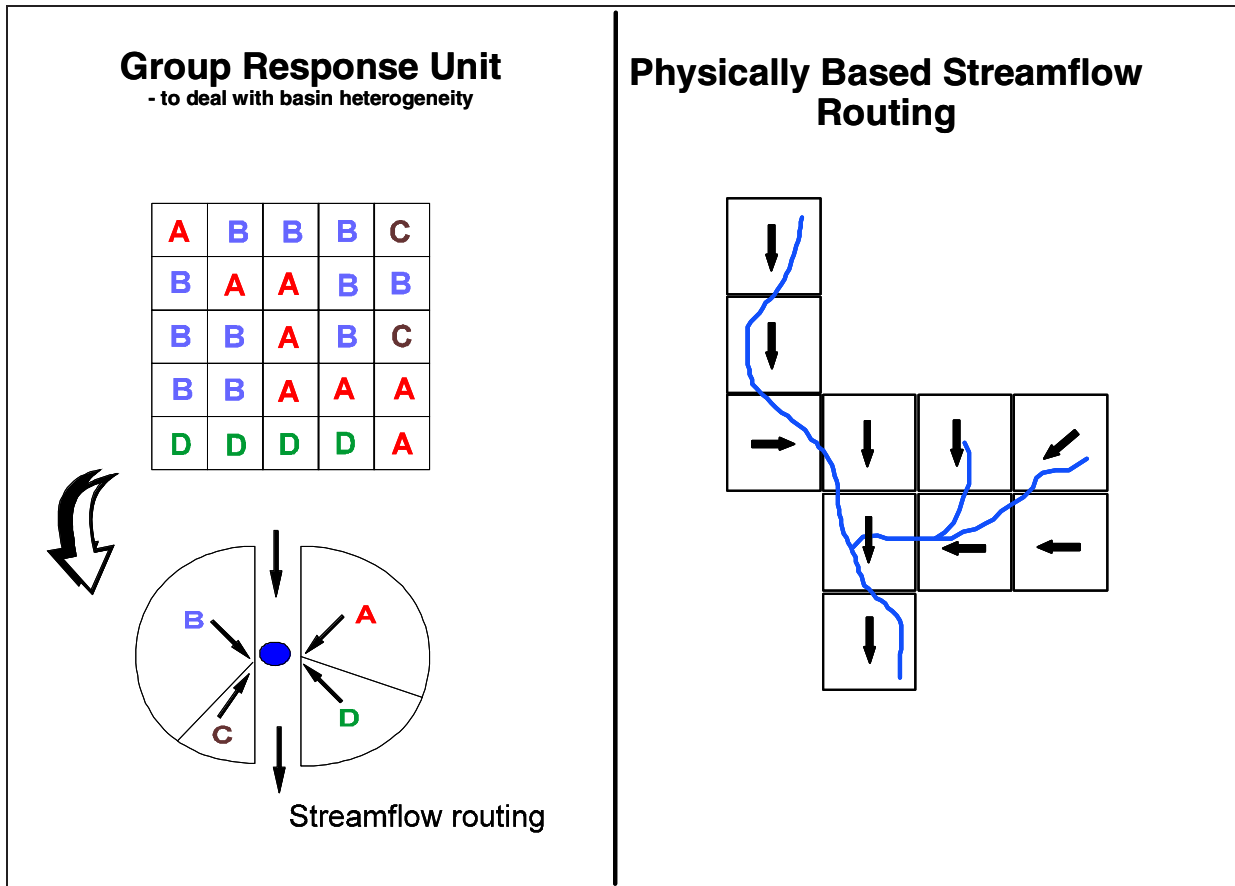 Group Response Unit
- to deal with basin heterogeneity
A B B B C
B A A B B
B B A B C
B B A A A
D D D D A
B A
C D
Streamflow routing
Physically Based Streamflow
Routing